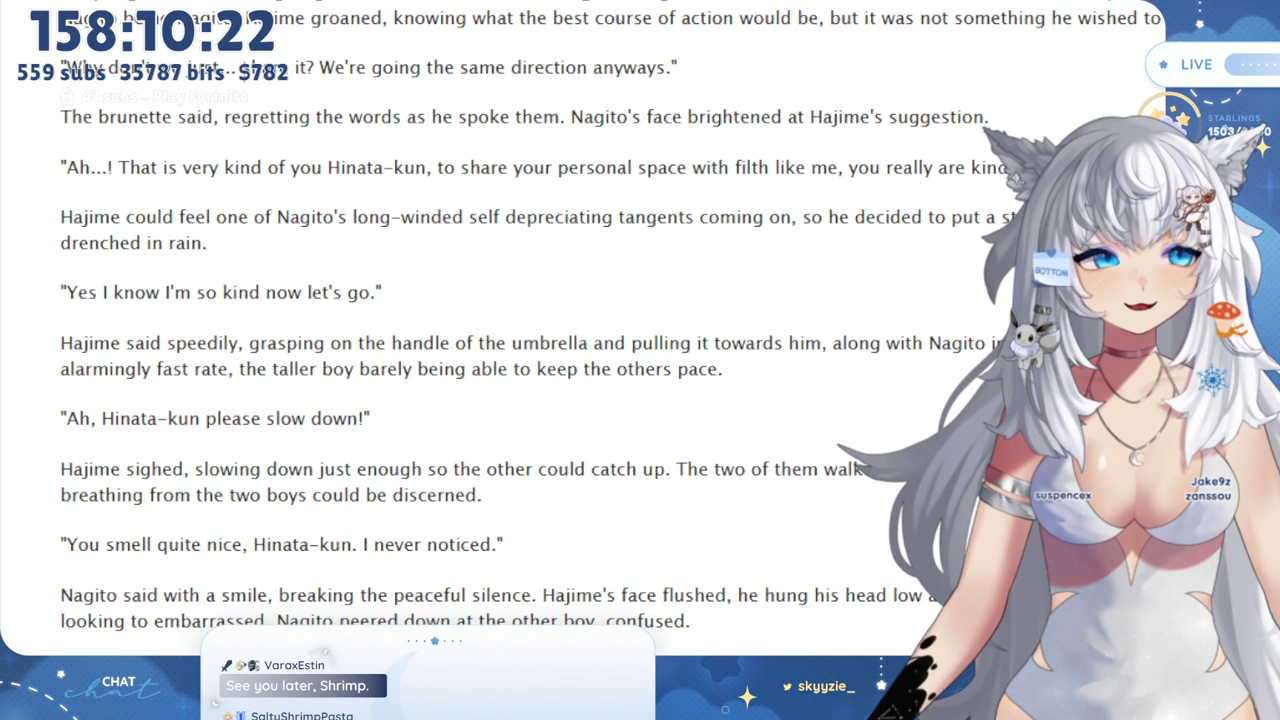 Hajime groaned, knowing what the best course of action would be, but it was not something he wished to
158:10:22
"Why don't we just... share it? We're going the same direction anyways."
559 subs 35787 bits $782
41 subs - Play Fortnite
LIVE
The brunette said, regretting the words as he spoke them. Nagito's face brightened at Hajime's suggestion.
STARLINGS
"Ah...! That is very kind of you Hinata-kun, to share your personal space with filth like me, you really are kind
Hajime could feel one of Nagito's long-winded self depreciating tangents coming on, so he decided to put a
drenched in rain.
BOTTOM
"Yes I know I'm so kind now let's go."
Hajime said speedily, grasping on the handle of the umbrella and pulling it towards him, along with Nagito
alarmingly fast rate, the taller boy barely being able to keep the others pace.
"Ah, Hinata-kun please slow down!"
Hajime sighed, slowing down just enough so the other could catch up. The two of them walk
breathing from the two boys could be discerned.
suspencex
Jake9z
zanssou
"You smell quite nice, Hinata-kun. I never noticed."
Nagito said with a smile, breaking the peaceful silence. Hajime's face flushed, he hung his head low
looking to embarrassed. Nagito peered down at the other boy, confused.
VaraxEstin
See you later, Shrimp.
SaltyShrimpPasta
CHAT
chat
skyyzie_